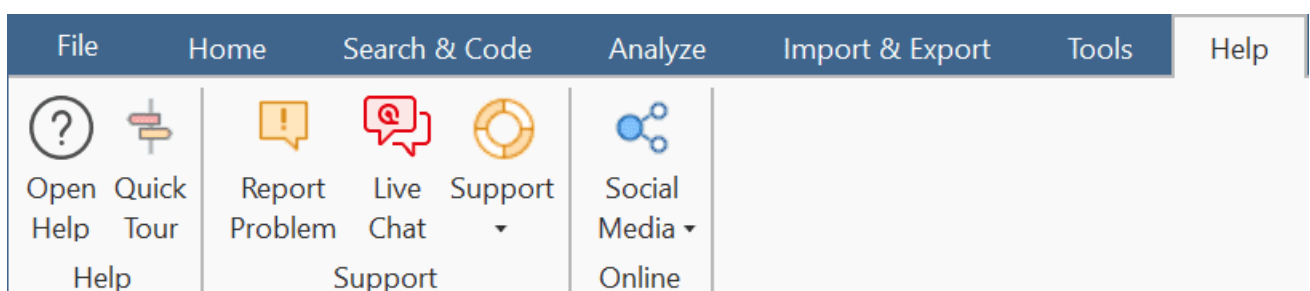 File Home Search & Code Analyze Import & Export Tools Help
Open Help
Quick Tour
Report Problem
Live Chat
Support
Social Media
Help Support Online